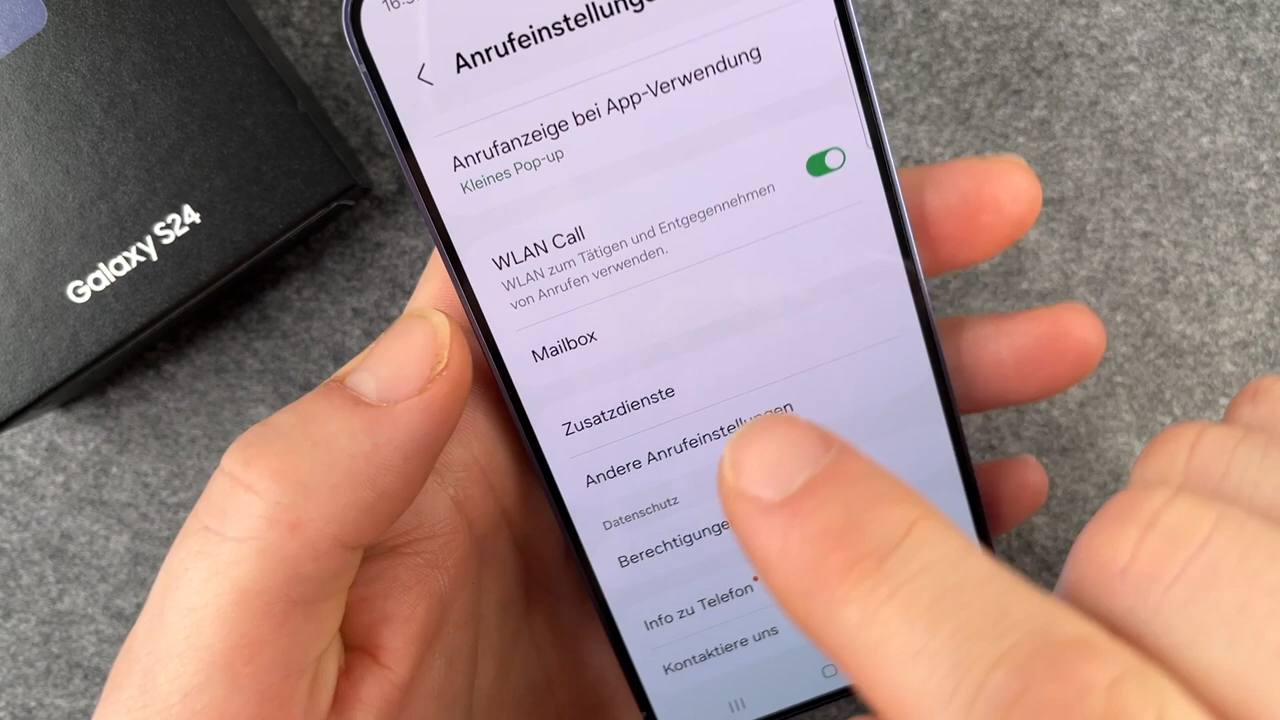 Anrufeinstellungen
Anrufanzeige bei App-Verwendung
Kleines Pop-up
WLAN Call
WLAN zum Tätigen und Entgegennehmen
von Anrufen verwenden.
Mailbox
Zusatzdienste
Andere Anrufeinstellungen
Datenschutz
Berechtigunge
Info zu Telefon
Kontaktiere uns
Galaxy S24